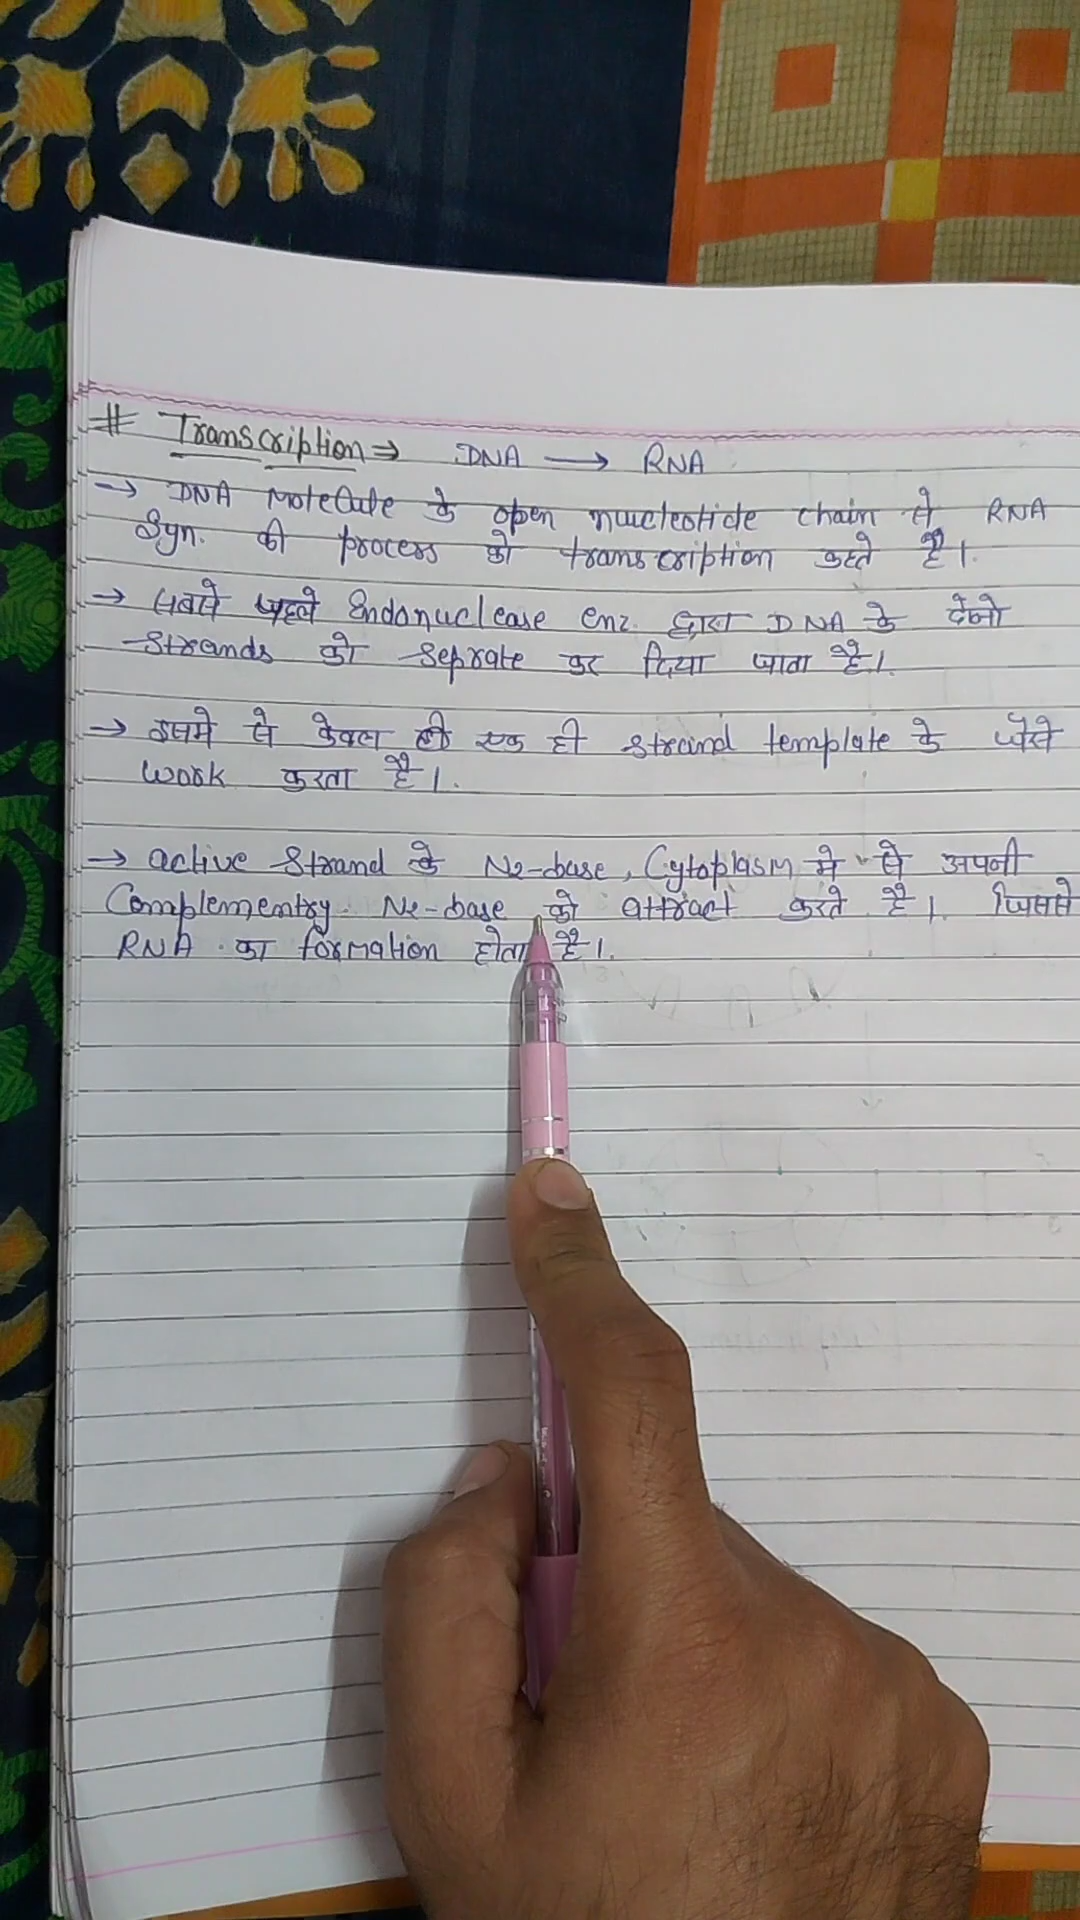 # Transcription ⇒ DNA → RNA
→ DNA Molecule के open nucleotide chain से RNA
Syn. की process को transcription कहते है।
→ सबसे पहले Endonuclease enz. द्वारा DNA के दोनो
Strands को Seprate कर दिया जाता है।
→ इसमे से केवल ही एक ही Strand template के जैसे
work करता है।
→ active Strand के N2-base, Cytoplasm मे से अपनी
Complementry N2-base को attract करते है। जिससे
RNA का formation होता है।